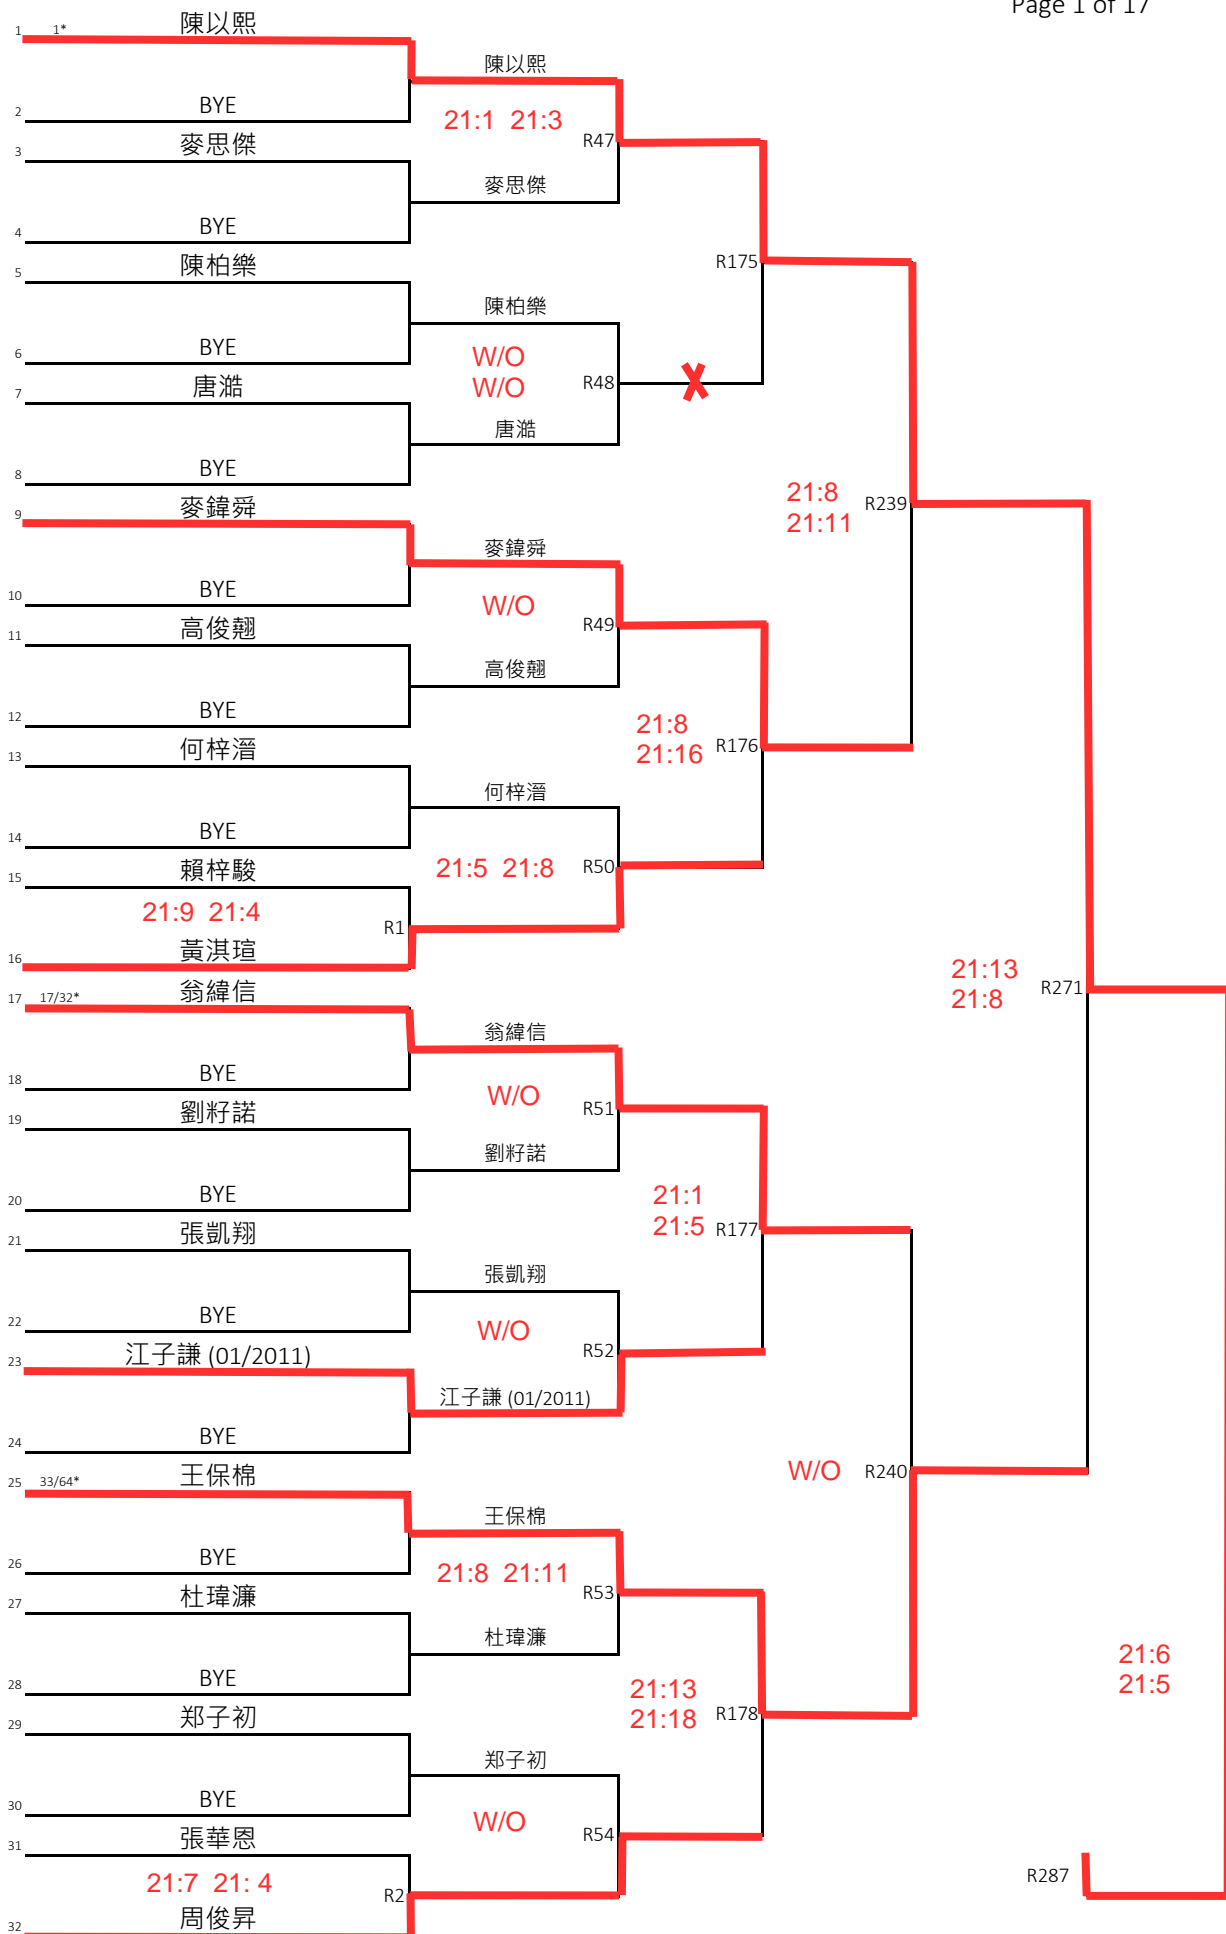 Page 1 of 17
1 1* 陳以熙
陳以熙
2 BYE
21:1 21:3
R47
3 麥思傑
麥思傑
4 BYE
R175
5 陳柏樂
陳柏樂
6 BYE
W/O
W/O
R48
7 唐澔
唐澔
8 BYE
21:8
21:11
R239
9 麥鍏舜
麥鍏舜
10 BYE
W/O
R49
11 高俊翹
高俊翹
12 BYE
21:8
21:16
R176
13 何梓溍
何梓溍
14 BYE
21:5 21:8
R50
15 賴梓駿
21:9 21:4
R1
16 黃淇瑄
21:13
21:8
R271
17 17/32* 翁緯信
翁緯信
18 BYE
W/O
R51
19 劉籽諾
劉籽諾
20 BYE
21:1
21:5
R177
21 張凱翔
張凱翔
22 BYE
W/O
R52
23 江子謙 (01/2011)
江子謙 (01/2011)
24 BYE
W/O
R240
25 33/64* 王保棉
王保棉
26 BYE
21:8 21:11
R53
27 杜瑋濂
杜瑋濂
28 BYE
21:13
21:18
R178
21:6
21:5
29 郑子初
郑子初
30 BYE
W/O
R54
31 張華恩
21:7 21: 4
R2
R287
32 周俊昇